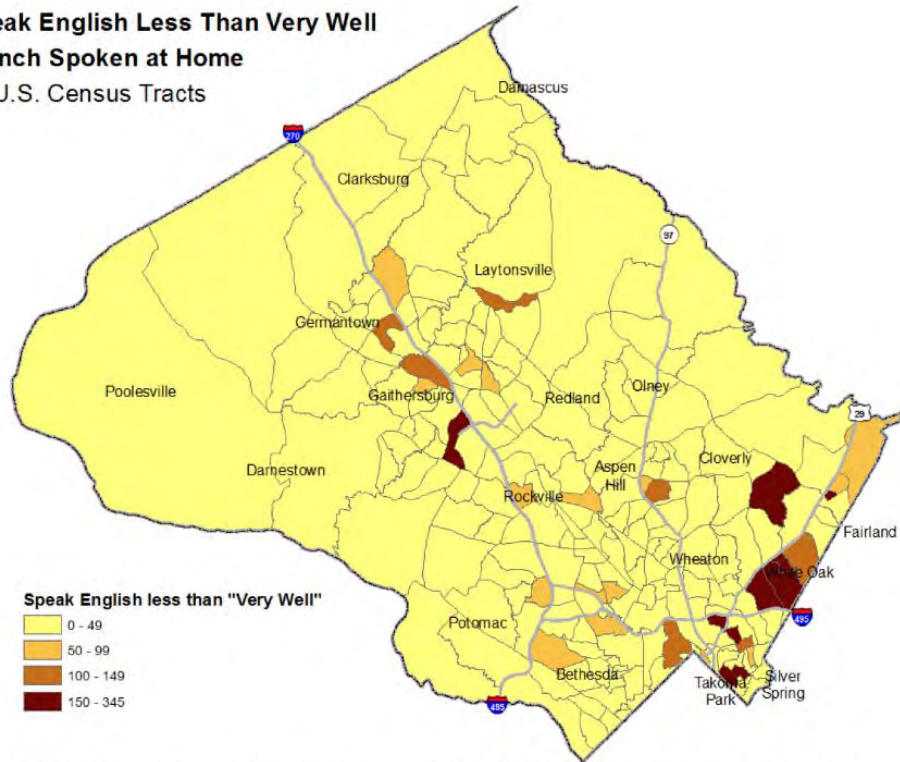 eak English Less Than Very Well
nch Spoken at Home
U.S. Census Tracts
Damascus
270
Clarksburg
97
Laytonsville
Germantown
Poolesville
Gaithersburg
Redland
Olney
29
Darnestown
Rockville
Aspen
Hill
Cloverly
Fairland
Wheaton
White Oak
Potomac
495
Bethesda
Takoma
Park
Silver
Spring
495
Speak English less than "Very Well"
0 - 49
50 - 99
100 - 149
150 - 345